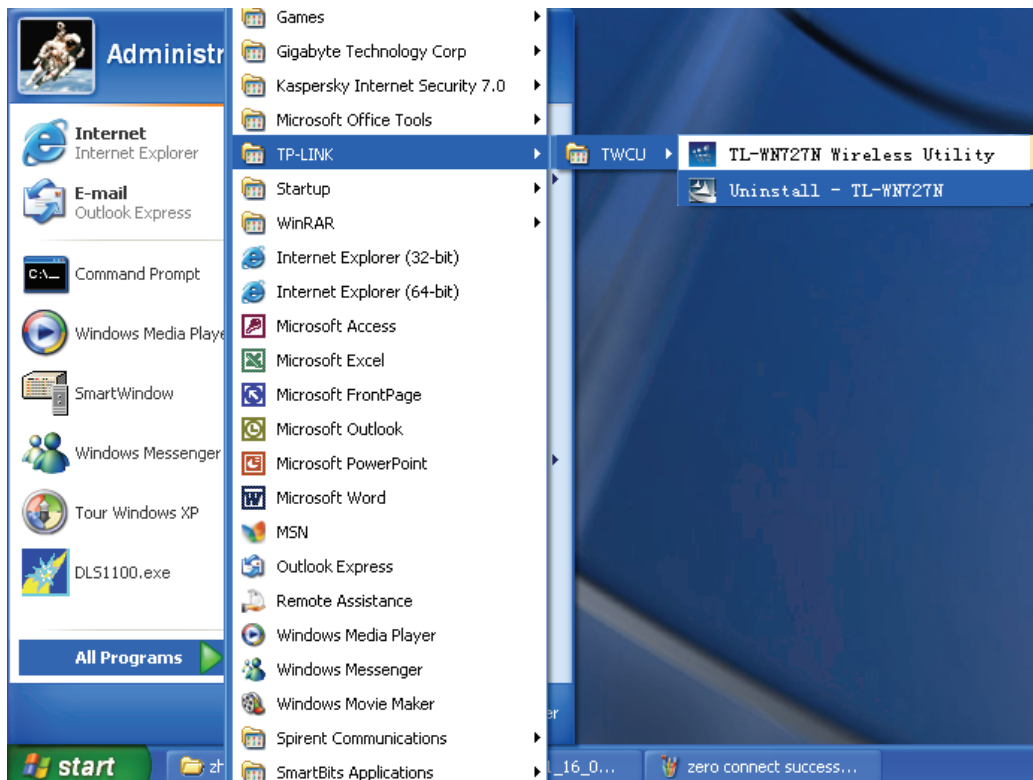 Administr
Internet
Internet Explorer
E-mail
Outlook Express
C:\_
Command Prompt
Windows Media Playe
SmartWindow
Windows Messenger
Tour Windows XP
DLS1100.exe
All Programs
Games
Gigabyte Technology Corp
Kaspersky Internet Security 7.0
Microsoft Office Tools
TP-LINK
Startup
WinRAR
Internet Explorer (32-bit)
Internet Explorer (64-bit)
Microsoft Access
Microsoft Excel
Microsoft FrontPage
Microsoft Outlook
Microsoft PowerPoint
Microsoft Word
MSN
Outlook Express
Remote Assistance
Windows Media Player
Windows Messenger
Windows Movie Maker
Spirent Communications
SmartBits Applications
TWCU
TL-WN727N Wireless Utility
Uninstall - TL-WN727N
er
start
zh
1_16_0...
zero connect success...